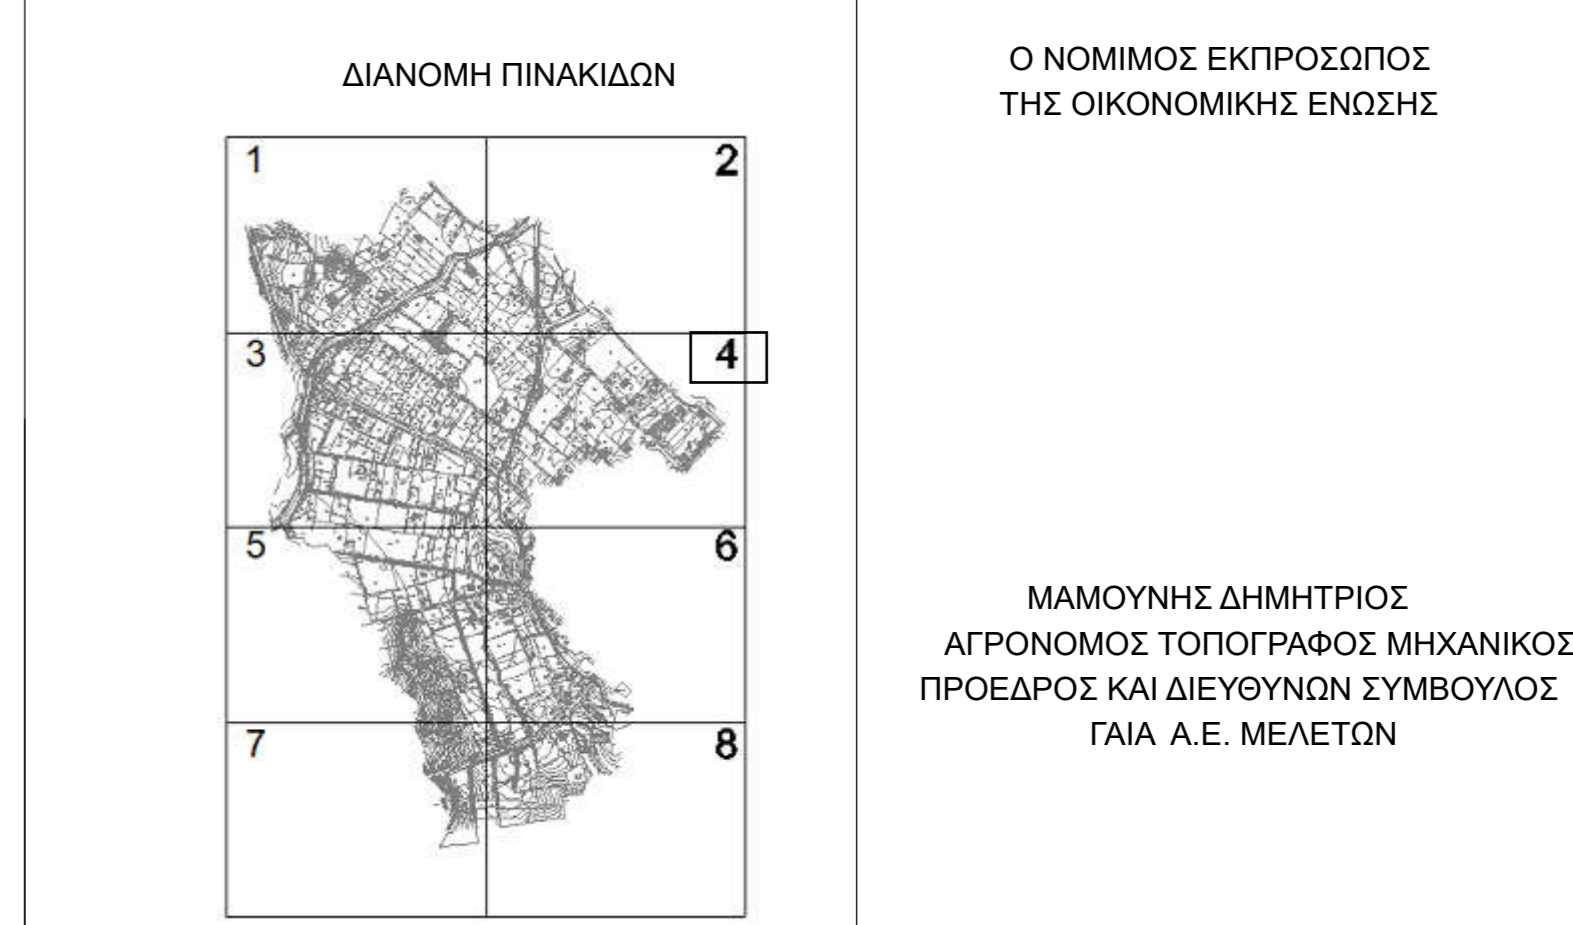 ΔΙΑΝΟΜΗ ΠΙΝΑΚΙΔΩΝ
1
2
3
4
5
6
7
8
Ο ΝΟΜΙΜΟΣ ΕΚΠΡΟΣΩΠΟΣ
ΤΗΣ ΟΙΚΟΝΟΜΙΚΗΣ ΕΝΩΣΗΣ
ΜΑΜΟΥΝΗΣ ΔΗΜΗΤΡΙΟΣ
ΑΓΡΟΝΟΜΟΣ ΤΟΠΟΓΡΑΦΟΣ ΜΗΧΑΝΙΚΟΣ
ΠΡΟΕΔΡΟΣ ΚΑΙ ΔΙΕΥΘΥΝΩΝ ΣΥΜΒΟΥΛΟΣ
ΓΑΙΑ Α.Ε. ΜΕΛΕΤΩΝ